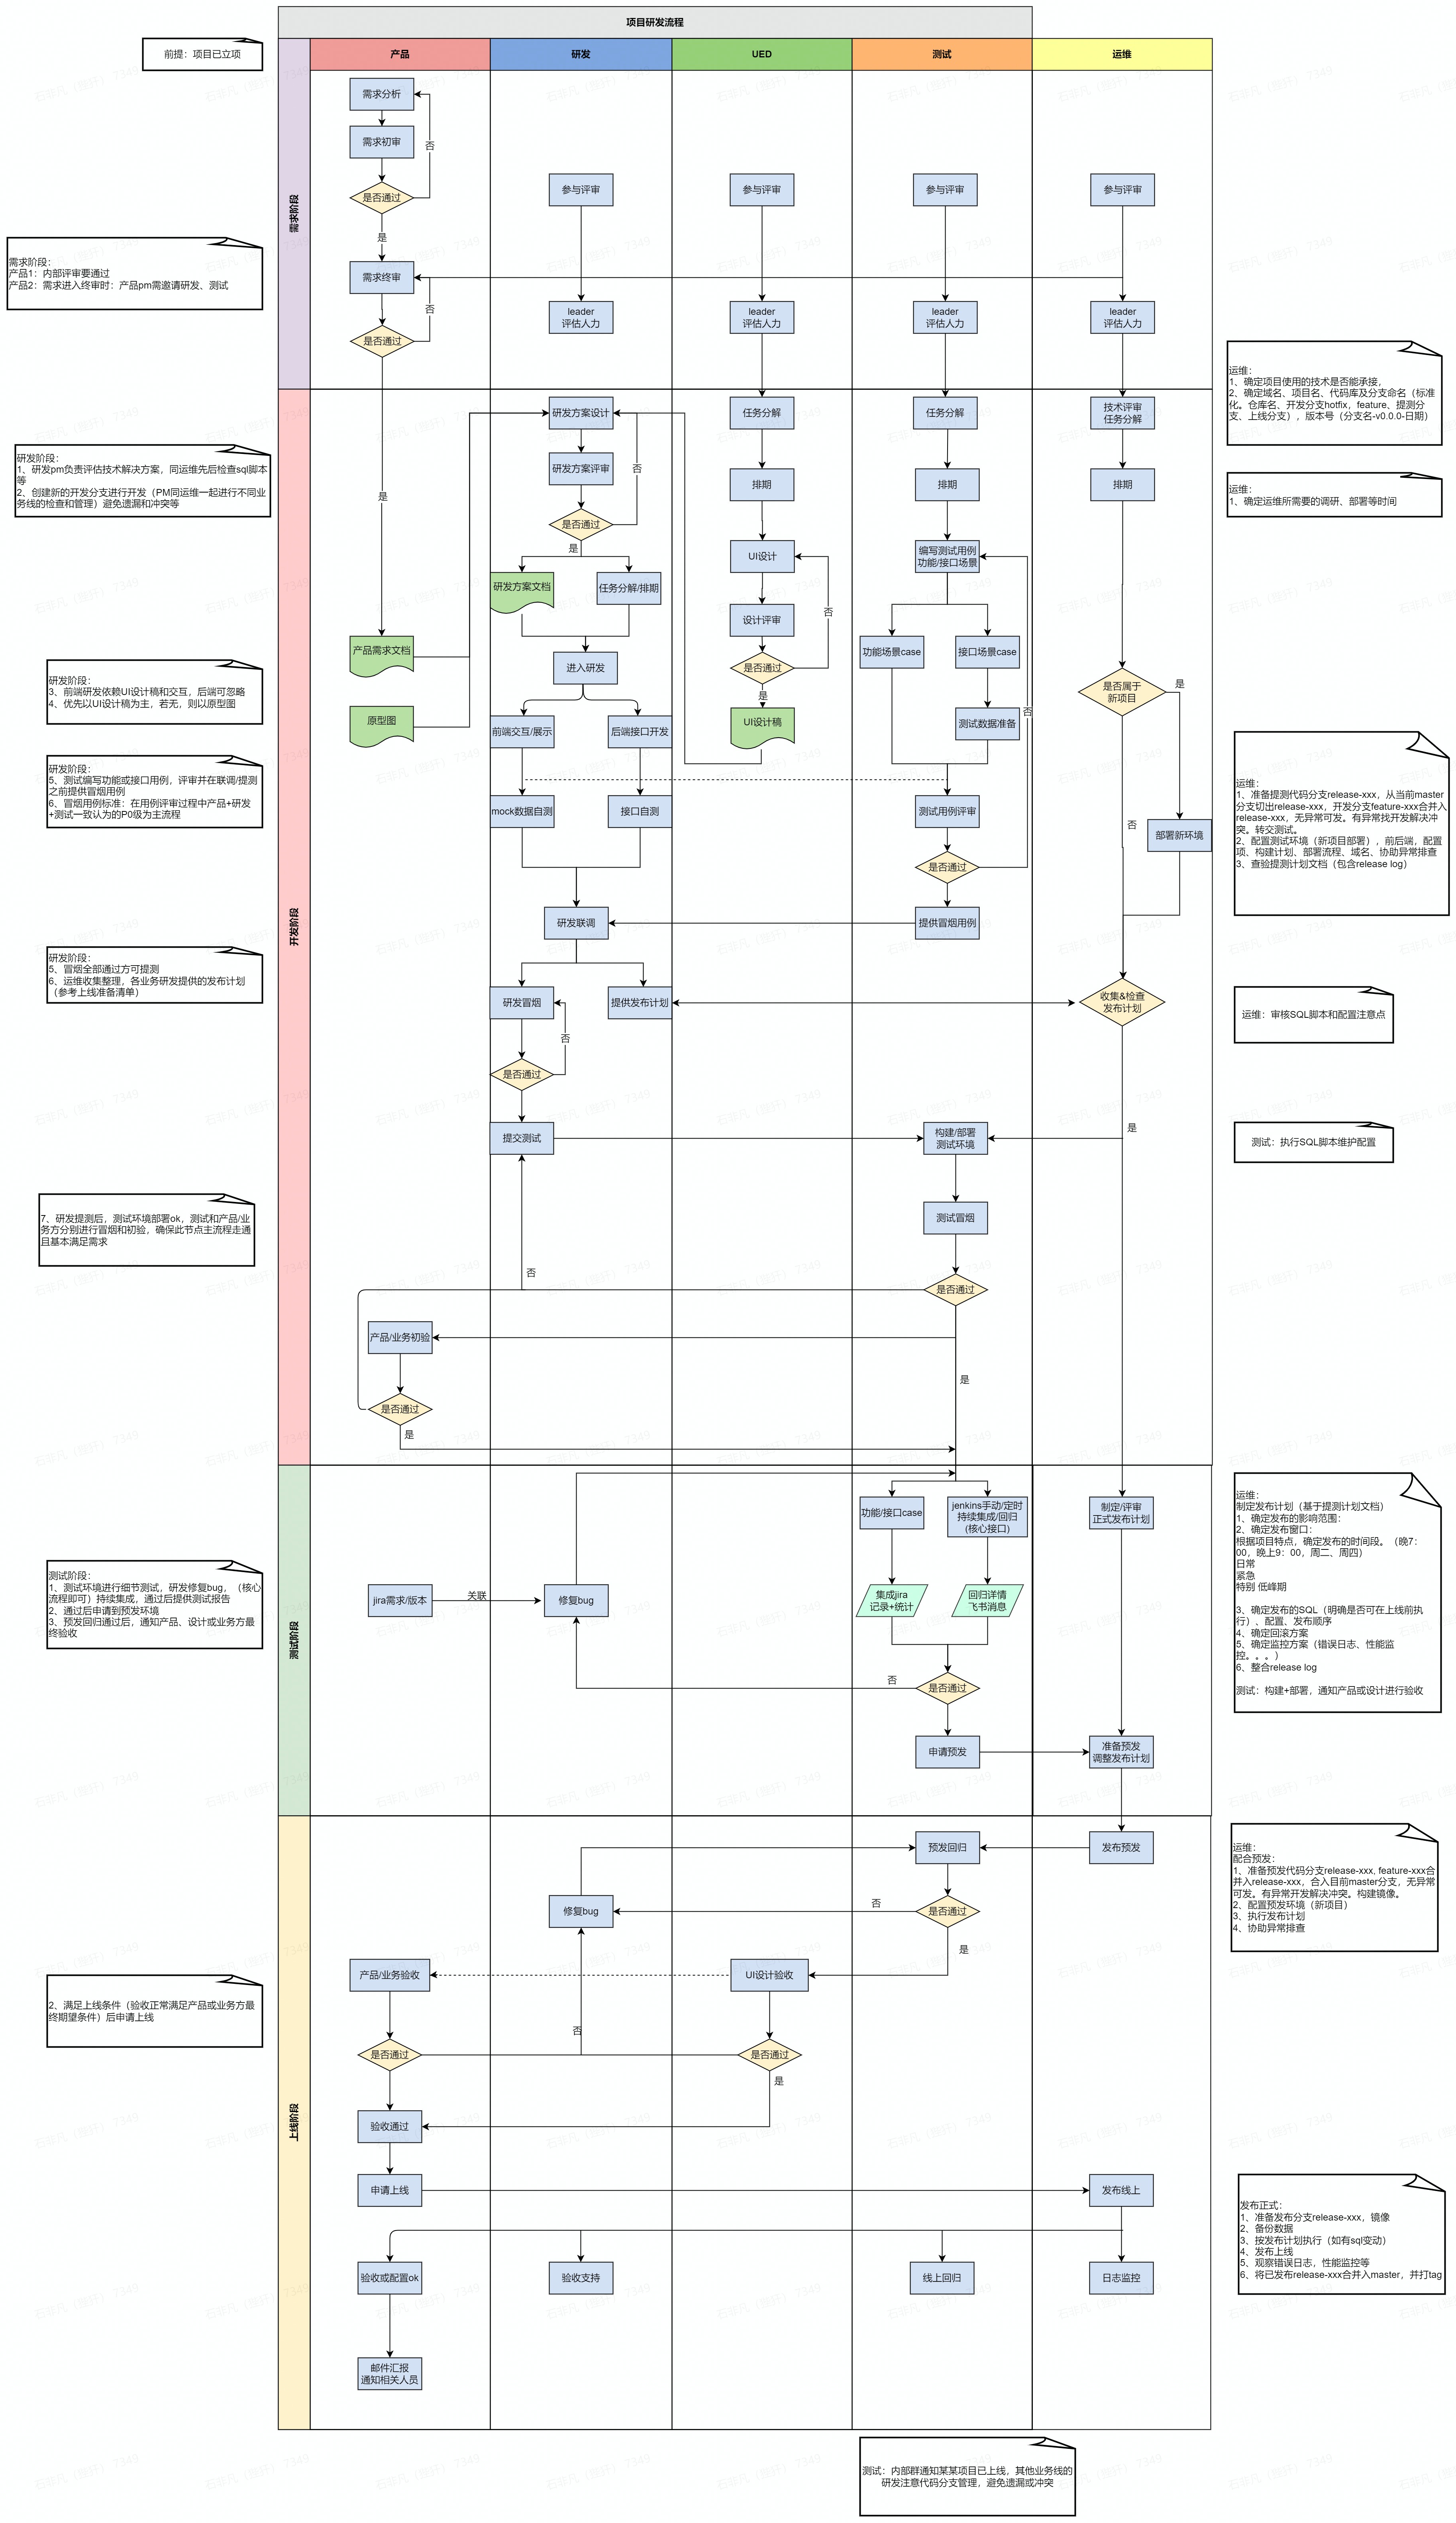 项目研发流程
前提：项目已立项
产品
研发
UED
测试
运维
需求阶段
需求分析
否
需求初审
是否通过
参与评审
参与评审
参与评审
参与评审
是
需求阶段：
产品1：内部评审要通过
产品2：需求进入终审时：产品pm需邀请研发、测试
需求终审
否
leader
评估人力
leader
评估人力
leader
评估人力
leader
评估人力
是否通过
运维：
1、确定项目使用的技术是否能承接，
2、确定域名、项目名、代码库及分支命名（标准
化。仓库名、开发分支hotfix，feature、提测分
支、上线分支），版本号（分支名-v0.0.0-日期）
开发阶段
研发方案设计
任务分解
任务分解
技术评审
任务分解
研发阶段：
1、研发pm负责评估技术解决方案，同运维先后检查sql脚本
等
2、创建新的开发分支进行开发（PM同运维一起进行不同业
务线的检查和管理）避免遗漏和冲突等
是
研发方案评审
否
排期
排期
排期
运维：
1、确定运维所需要的调研、部署等时间
是否通过
是
UI设计
编写测试用例
功能/接口场景
研发方案文档
任务分解/排期
设计评审
否
产品需求文档
进入研发
是否通过
是
功能场景case
接口场景case
是否属于
新项目
是
研发阶段：
3、前端研发依赖UI设计稿和交互，后端可忽略
4、优先以UI设计稿为主，若无，则以原型图
原型图
前端交互/展示
后端接口开发
UI设计稿
测试数据准备
否
研发阶段：
5、测试编写功能或接口用例，评审并在联调/提测
之前提供冒烟用例
6、冒烟用例标准：在用例评审过程中产品+研发
+测试一致认为的P0级为主流程
mock数据自测
接口自测
测试用例评审
否
部署新环境
运维：
1、准备提测代码分支release-xxx，从当前master
分支切出release-xxx，开发分支feature-xxx合并入
release-xxx，无异常可发。有异常找开发解决冲
突。转交测试。
2、配置测试环境（新项目部署），前后端，配置
项、构建计划、部署流程、域名、协助异常排查
3、查验提测计划文档（包含release log）
是否通过
研发联调
提供冒烟用例
研发阶段：
5、冒烟全部通过方可提测
6、运维收集整理，各业务研发提供的发布计划
（参考上线准备清单）
研发冒烟
提供发布计划
收集&检查
发布计划
运维：审核SQL脚本和配置注意点
否
是否通过
提交测试
构建/部署
测试环境
是
测试：执行SQL脚本维护配置
7、研发提测后，测试环境部署ok，测试和产品/业
务方分别进行冒烟和初验，确保此节点主流程走通
且基本满足需求
测试冒烟
否
是否通过
产品/业务初验
是
是否通过
是
测试阶段
功能/接口case
jenkins手动/定时
持续集成/回归
(核心接口)
制定/评审
正式发布计划
运维：
制定发布计划（基于提测计划文档）
1、确定发布的影响范围：
2、确定发布窗口：
根据项目特点，确定发布的时间段。（晚7：
00，晚上9：00，周二、周四）
日常
紧急
特别 低峰期
3、确定发布的SQL（明确是否可在上线前执
行）、配置、发布顺序
4、确定回滚方案
5、确定监控方案（错误日志、性能监
控。。。）
6、整合release log
测试：构建+部署，通知产品或设计进行验收
测试阶段：
1、测试环境进行细节测试，研发修复bug，（核心
流程即可）持续集成，通过后提供测试报告
2、通过后申请到预发环境
3、预发回归通过后，通知产品、设计或业务方最
终验收
jira需求/版本
关联
修复bug
集成jira
记录+统计
回归详情
飞书消息
否
是否通过
申请预发
准备预发
调整发布计划
上线阶段
预发回归
发布预发
运维：
配合预发：
1、准备预发代码分支release-xxx, feature-xxx合
并入release-xxx，合入目前master分支，无异常
可发。有异常开发解决冲突。构建镜像。
2、配置预发环境（新项目）
3、执行发布计划
4、协助异常排查
修复bug
否
是否通过
是
产品/业务验收
UI设计验收
2、满足上线条件（验收正常满足产品或业务方最
终期望条件）后申请上线
否
是否通过
是否通过
是
验收通过
申请上线
发布线上
发布正式：
1、准备发布分支release-xxx，镜像
2、备份数据
3、按发布计划执行（如有sql变动）
4、发布上线
5、观察错误日志，性能监控等
6、将已发布release-xxx合并入master，并打tag
验收或配置ok
验收支持
线上回归
日志监控
邮件汇报
通知相关人员
测试：内部群通知某某项目已上线，其他业务线的
研发注意代码分支管理，避免遗漏或冲突